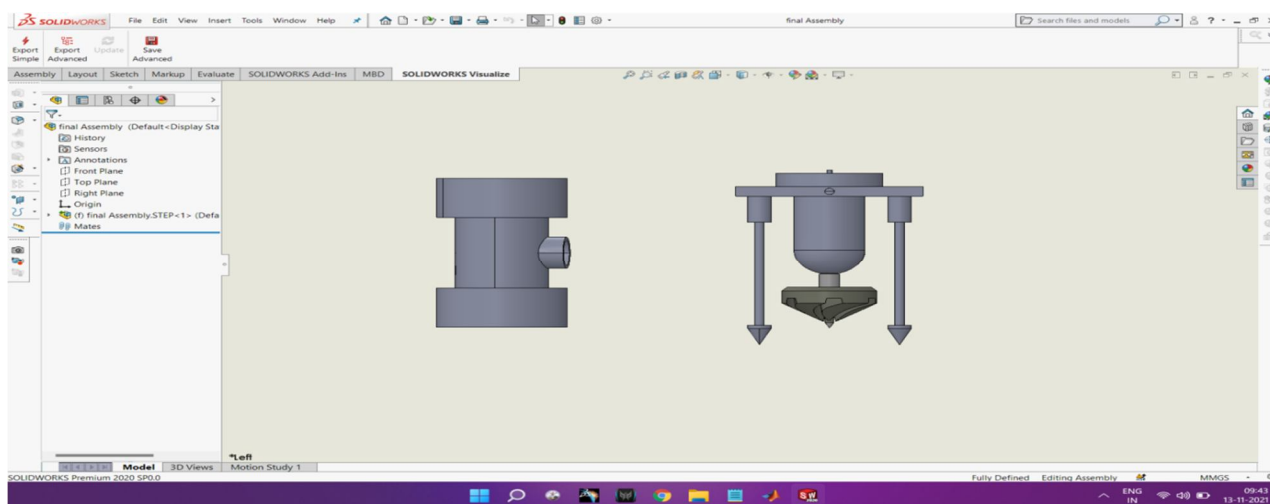 SOLIDWORKS File Edit View Insert Tools Window Help final Assembly Search files and models ?
Export Simple Export Advanced Update Save Advanced
Assembly Layout Sketch Markup Evaluate SOLIDWORKS Add-Ins MBD SOLIDWORKS Visualize
final Assembly (Default<Display Sta
History
Sensors
Annotations
Front Plane
Top Plane
Right Plane
Origin
(f) final Assembly.STEP<1> (Defa
Mates
*Left
Model 3D Views Motion Study 1
SOLIDWORKS Premium 2020 SP0.0 Fully Defined Editing Assembly MMGS
ENG 09:43
IN 13-11-2021